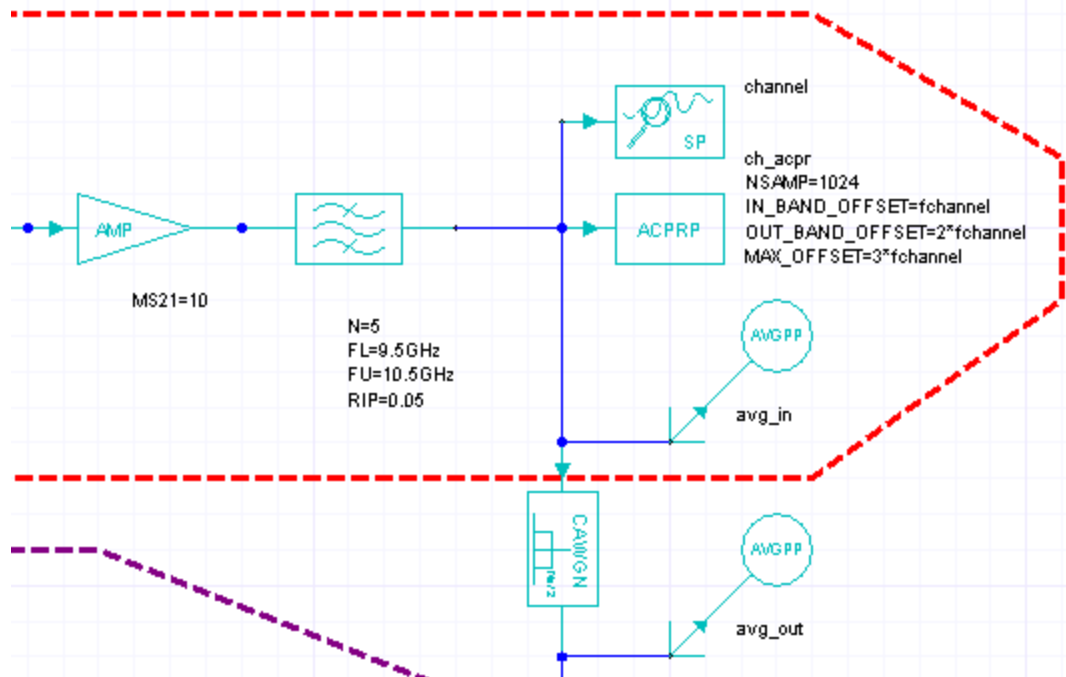 channel
SP
ch_acpr
NSAMP=1024
IN_BAND_OFFSET=fchannel
OUT_BAND_OFFSET=2*fchannel
MAX_OFFSET=3*fchannel
AMP
ACPRP
MS21=10
N=5
FL=9.5GHz
FU=10.5GHz
RIP=0.05
AVGPP
avg_in
CAWGN
AVGPP
avg_out